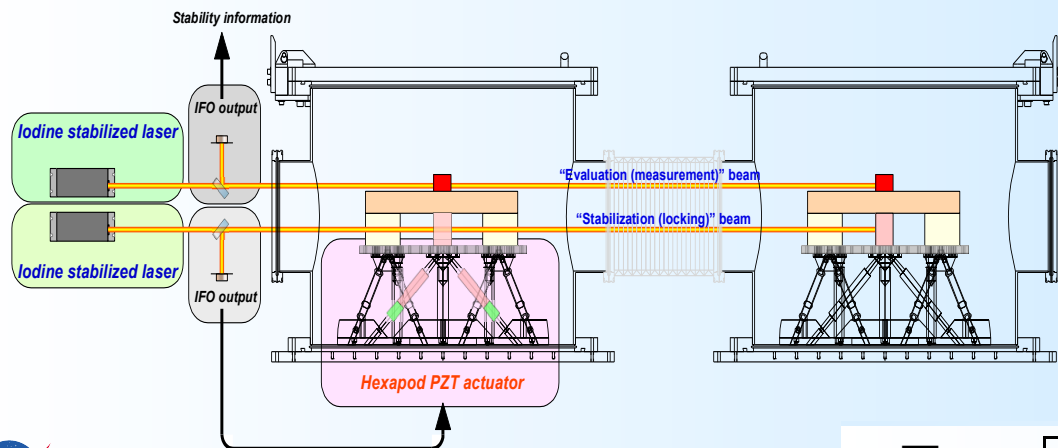 Stability information
IFO output
Iodine stabilized laser
“Evaluation (measurement)” beam
“Stabilization (locking)” beam
Iodine stabilized laser
IFO output
Hexapod PZT actuator